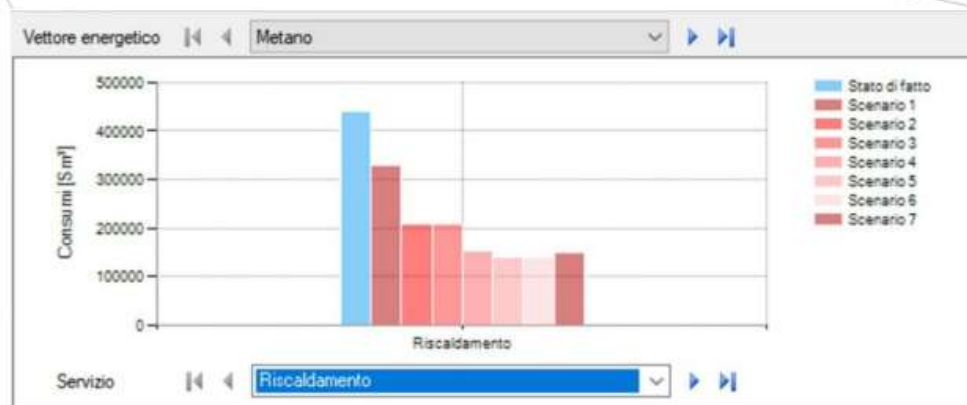 Vettore energetico Metano
500000
400000
300000
200000
100000
0
Consumi [Sm³]
Riscaldamento
Stato di fatto
Scenario 1
Scenario 2
Scenario 3
Scenario 4
Scenario 5
Scenario 6
Scenario 7
Servizio Riscaldamento